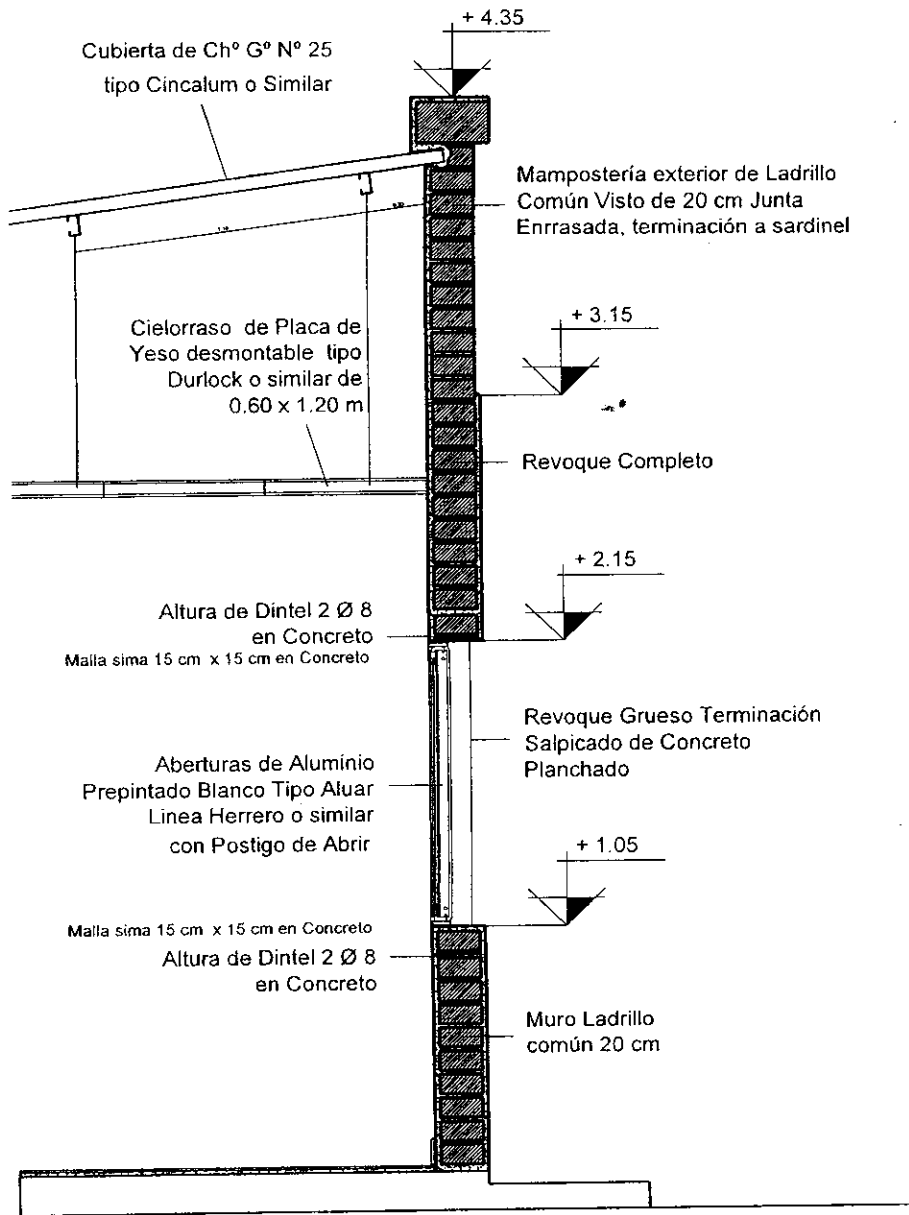 + 4.35
Cubierta de Chº Gº Nº 25
tipo Cincalum o Similar
Mampostería exterior de Ladrillo
Común Visto de 20 cm Junta
Enrrasada, terminación a sardinel
+ 3.15
Cielorraso de Placa de
Yeso desmontable tipo
Durlock o similar de
0.60 x 1.20 m
Revoque Completo
+ 2.15
Altura de Dintel 2 Ø 8
en Concreto
Malla sima 15 cm x 15 cm en Concreto
Revoque Grueso Terminación
Salpicado de Concreto
Planchado
Aberturas de Aluminio
Prepintado Blanco Tipo Aluar
Linea Herrero o similar
con Postigo de Abrir
+ 1.05
Malla sima 15 cm x 15 cm en Concreto
Altura de Dintel 2 Ø 8
en Concreto
Muro Ladrillo
común 20 cm